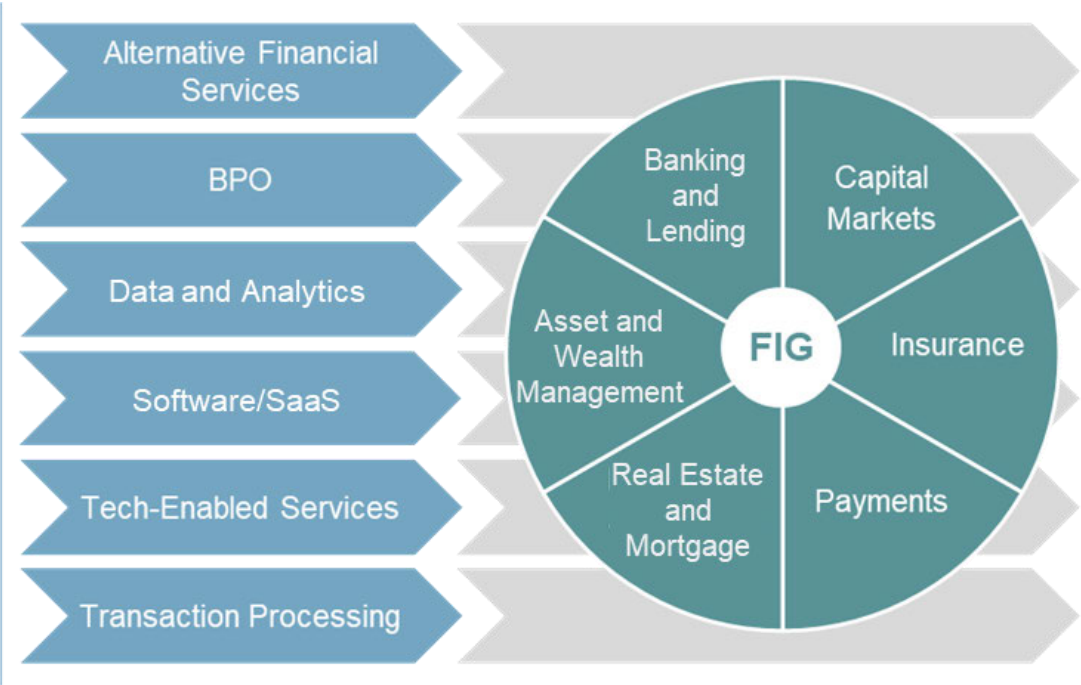 Alternative Financial
Services
BPO
Data and Analytics
Software/SaaS
Tech-Enabled Services
Transaction Processing
Banking
and
Lending
Capital
Markets
Asset and
Wealth
Management
FIG
Insurance
Real Estate
and
Mortgage
Payments